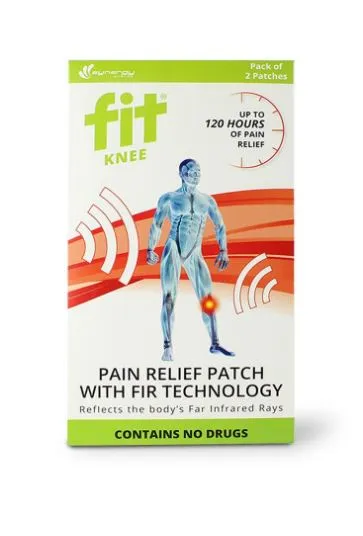 synergy
Pack of
2 Patches
fit®
KNEE
UP TO
120 HOURS
OF PAIN
RELIEF
PAIN RELIEF PATCH
WITH FIR TECHNOLOGY
Reflects the body's Far Infrared Rays
CONTAINS NO DRUGS